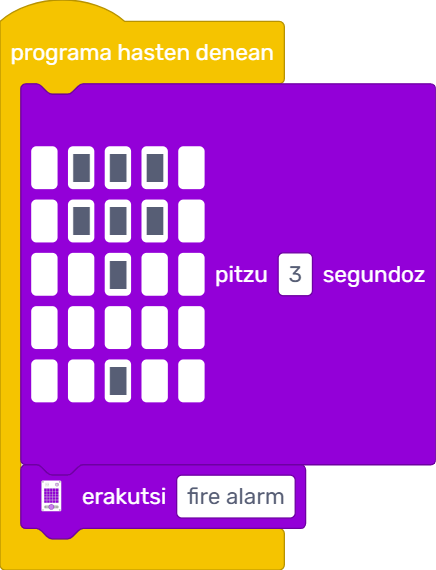 programa hasten denean
pitzu 3 segundoz
erakutsi fire alarm